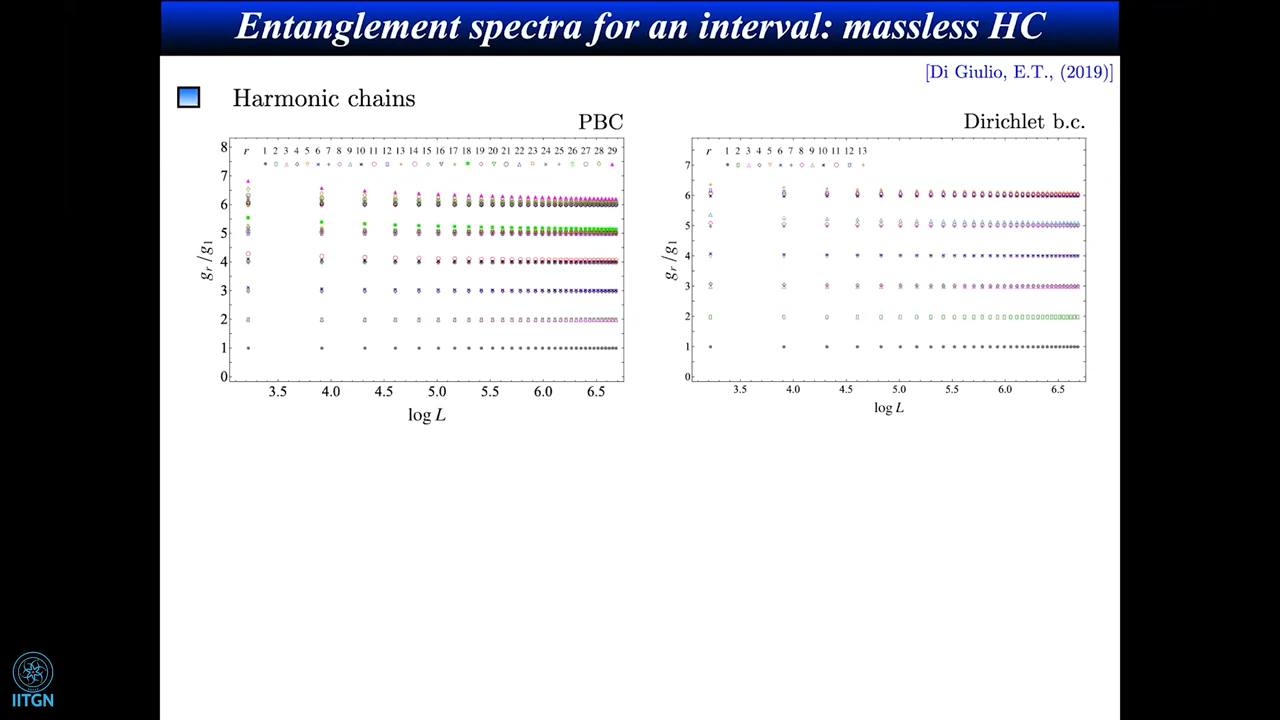 Entanglement spectra for an interval: massless HC
[Di Giulio, E.T., (2019)]
Harmonic chains
PBC
r 1 2 3 4 5 6 7 8 9 10 11 12 13 14 15 16 17 18 19 20 21 22 23 24 25 26 27 28 29
8
7
6
5
4
3
2
1
0
g_r / g_1
3.5 4.0 4.5 5.0 5.5 6.0 6.5
log L
Dirichlet b.c.
r 1 2 3 4 5 6 7 8 9 10 11 12 13
7
6
5
4
3
2
1
0
g_r / g_1
3.5 4.0 4.5 5.0 5.5 6.0 6.5
log L
IITGN